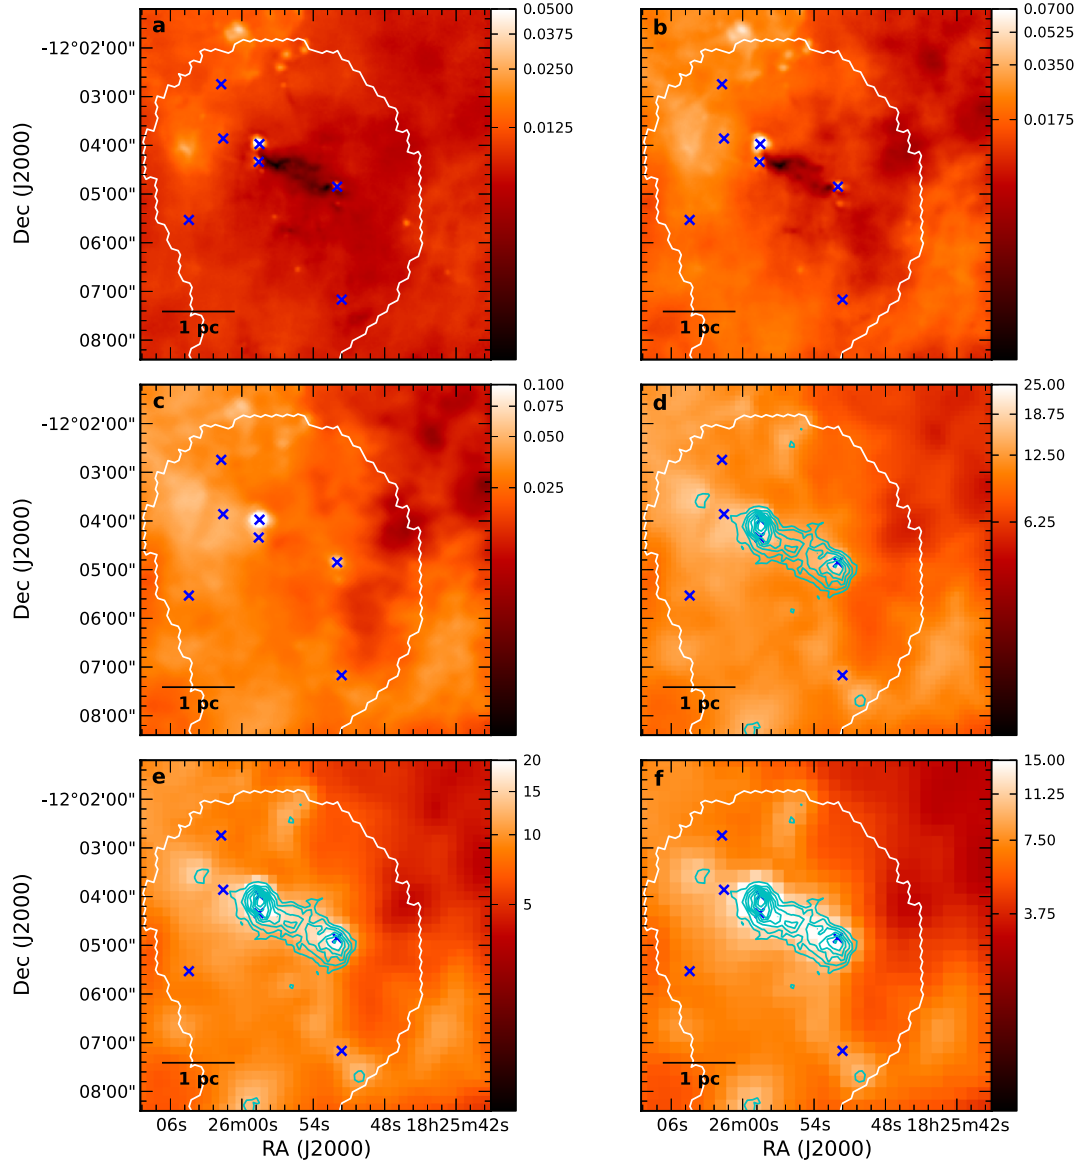 a
0.0500
0.0375
0.0250
0.0125
-12°02'00"
03'00"
04'00"
05'00"
06'00"
07'00"
08'00"
Dec (J2000)
1 pc
b
0.0700
0.0525
0.0350
0.0175
1 pc
c
0.100
0.075
0.050
0.025
-12°02'00"
03'00"
04'00"
05'00"
06'00"
07'00"
08'00"
Dec (J2000)
1 pc
d
25.00
18.75
12.50
6.25
1 pc
e
20
15
10
5
-12°02'00"
03'00"
04'00"
05'00"
06'00"
07'00"
08'00"
Dec (J2000)
1 pc
06s 26m00s 54s 48s 18h25m42s
RA (J2000)
f
15.00
11.25
7.50
3.75
1 pc
06s 26m00s 54s 48s 18h25m42s
RA (J2000)